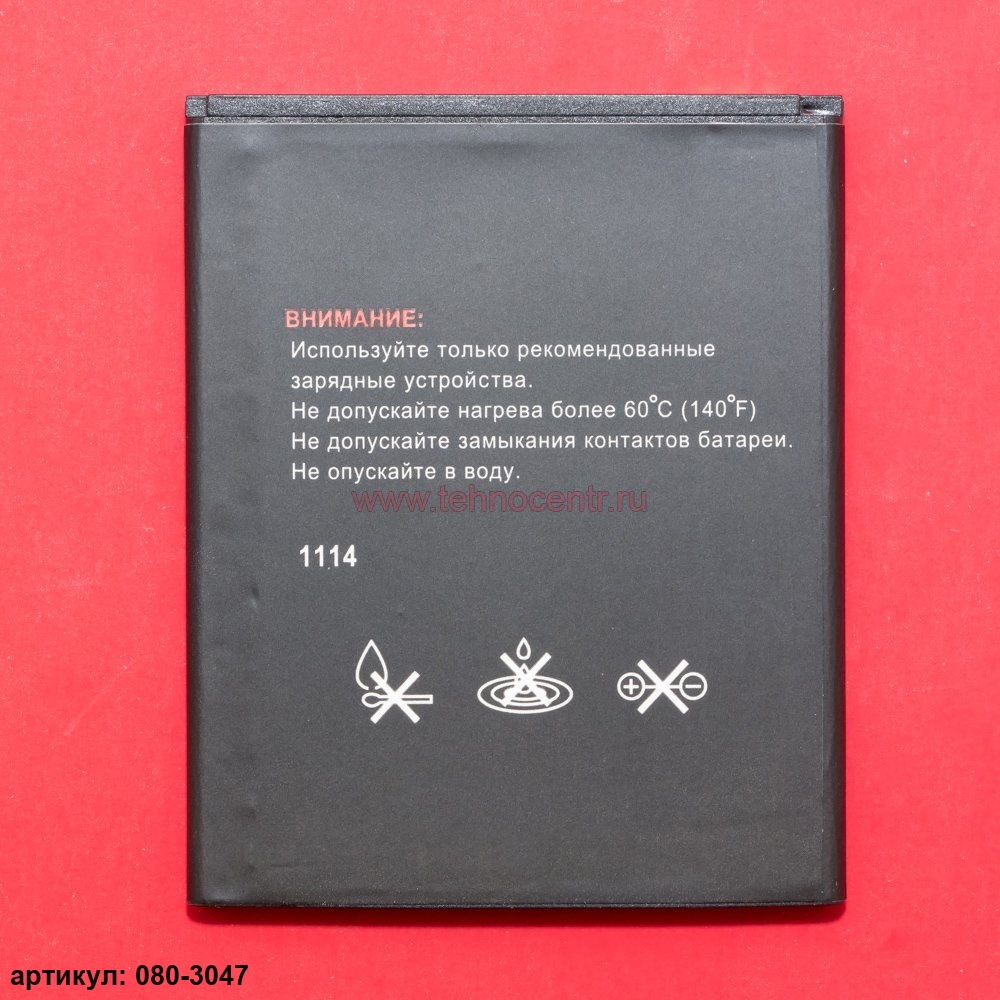 ВНИМАНИЕ:
Используйте только рекомендованные
зарядные устройства.
Не допускайте нагрева более 60°C (140°F)
Не допускайте замыкания контактов батареи.
Не опускайте в воду.
www.tehnocentr.ru
1114
артикул: 080-3047